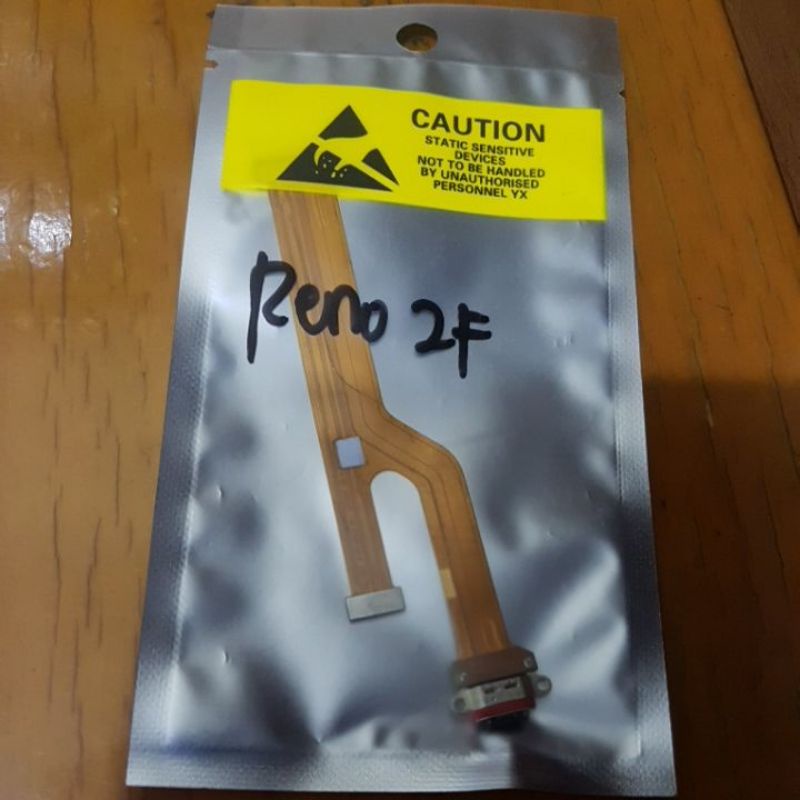 CAUTION
STATIC SENSITIVE
DEVICES
NOT TO BE HANDLED
BY UNAUTHORISED
PERSONNEL YX
Reno 2F